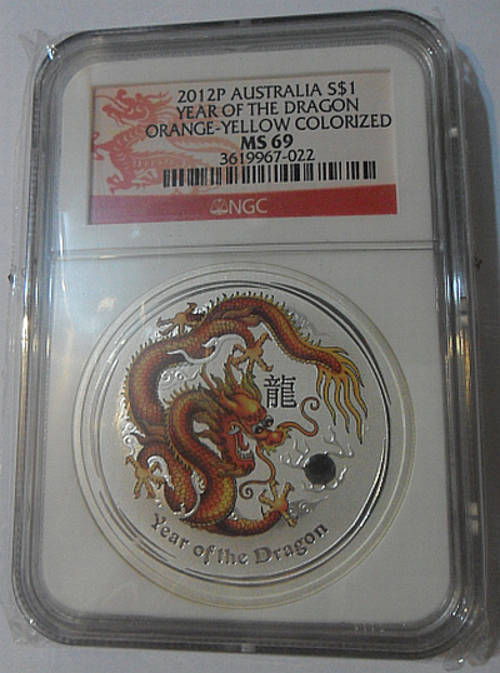 2012P AUSTRALIA S$1
YEAR OF THE DRAGON
ORANGE-YELLOW COLORIZED
MS 69
3619967-022
NGC
龍
Year of the Dragon